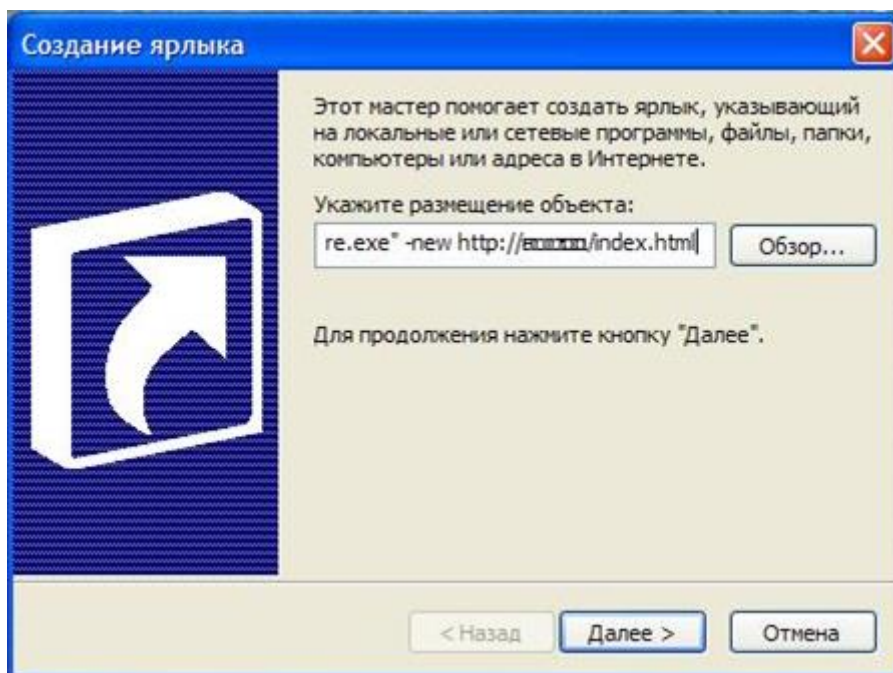 Создание ярлыка
Этот мастер помогает создать ярлык, указывающий
на локальные или сетевые программы, файлы, папки,
компьютеры или адреса в Интернете.
Укажите размещение объекта:
re.exe" -new http:// /index.html
Обзор...
Для продолжения нажмите кнопку "Далее".
< Назад
Далее >
Отмена